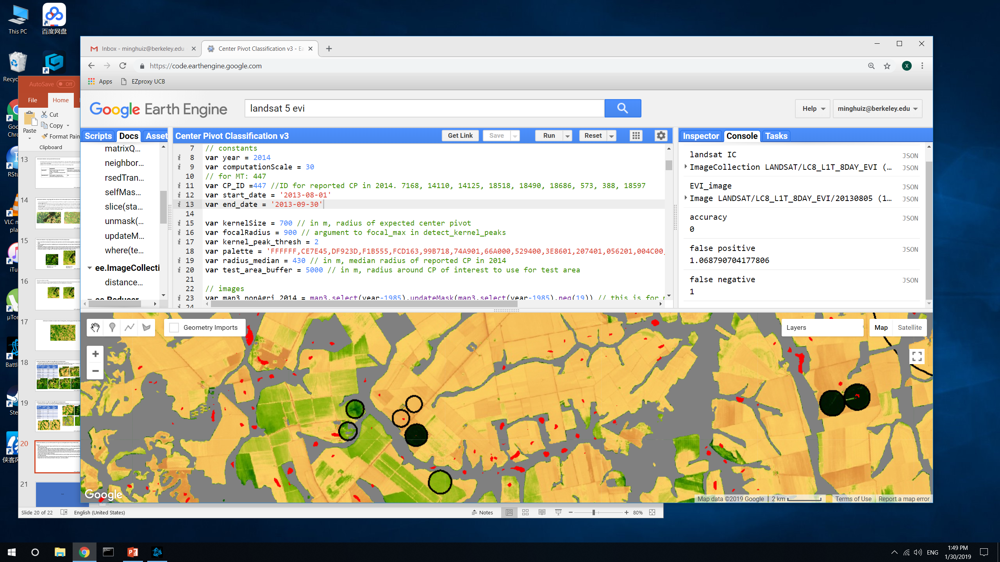 This PC
百度网盘
Inbox - minghuiz@berkeley.edu
Center Pivot Classification v3 - Ea
https://code.earthengine.google.com
X
Apps
EZproxy UCB
AutoSave
Off
File
Home
Cut
Copy
Paste
Format Pain
Clipboard
Google Earth Engine
landsat 5 evi
Help
minghuiz@berkeley.edu
Scripts
Docs
Asset
Center Pivot Classification v3
Get Link
Save
Run
Reset
Inspector
Console
Tasks
matrixQ...
neighbor...
rsedTran...
selfMas...
slice(sta...
unmask(...
updateM...
where(te...
ee.ImageCollecti
distance...
ee.Reducer
7 // constants
8 var year = 2014
9 var computationScale = 30
10 // for MT: 447
11 var CP_ID =447 //ID for reported CP in 2014. 7168, 14110, 14125, 18518, 18490, 18686, 573, 388, 18597
12 var start_date = '2013-08-01'
13 var end_date = '2013-09-30'
14
15 var kernelSize = 700 // in m, radius of expected center pivot
16 var focalRadius = 900 // argument to focal_max in detect_kernel_peaks
17 var kernel_peak_thresh = 2
18 var palette = 'FFFFFF,CE7E45,DF923D,F1B555,FCD163,99B718,74A901,66A000,529400,3E8601,207401,056201,004C00,
19 var radius_median = 430 // in m, median radius of reported CP in 2014
20 var test_area_buffer = 5000 // in m, radius around CP of interest to use for test area
21
22 // images
23 var map3_nonAgri_2014 = map3.select(year-1985).updateMask(map3.select(year-1985).neq(19)) // this is for
24
landsat IC
JSON
ImageCollection LANDSAT/LC8_L1T_8DAY_EVI (...
JSON
EVI_image
JSON
Image LANDSAT/LC8_L1T_8DAY_EVI/20130805 (1...
JSON
accuracy
JSON
0
false positive
JSON
1.068790704177806
false negative
JSON
1
Geometry Imports
Layers
Map
Satellite
+
−
Google
Map data ©2019 Google
2 km
Terms of Use
Report a map error
Recyc
Goo
Chro
RStu
VLC m
pla
iTu
µTor
Battl
Ste
侠客风
13
14
15
16
17
18
19
20
21
Slide 20 of 22
English (United States)
Notes
80%
ENG
1:49 PM
1/30/2019